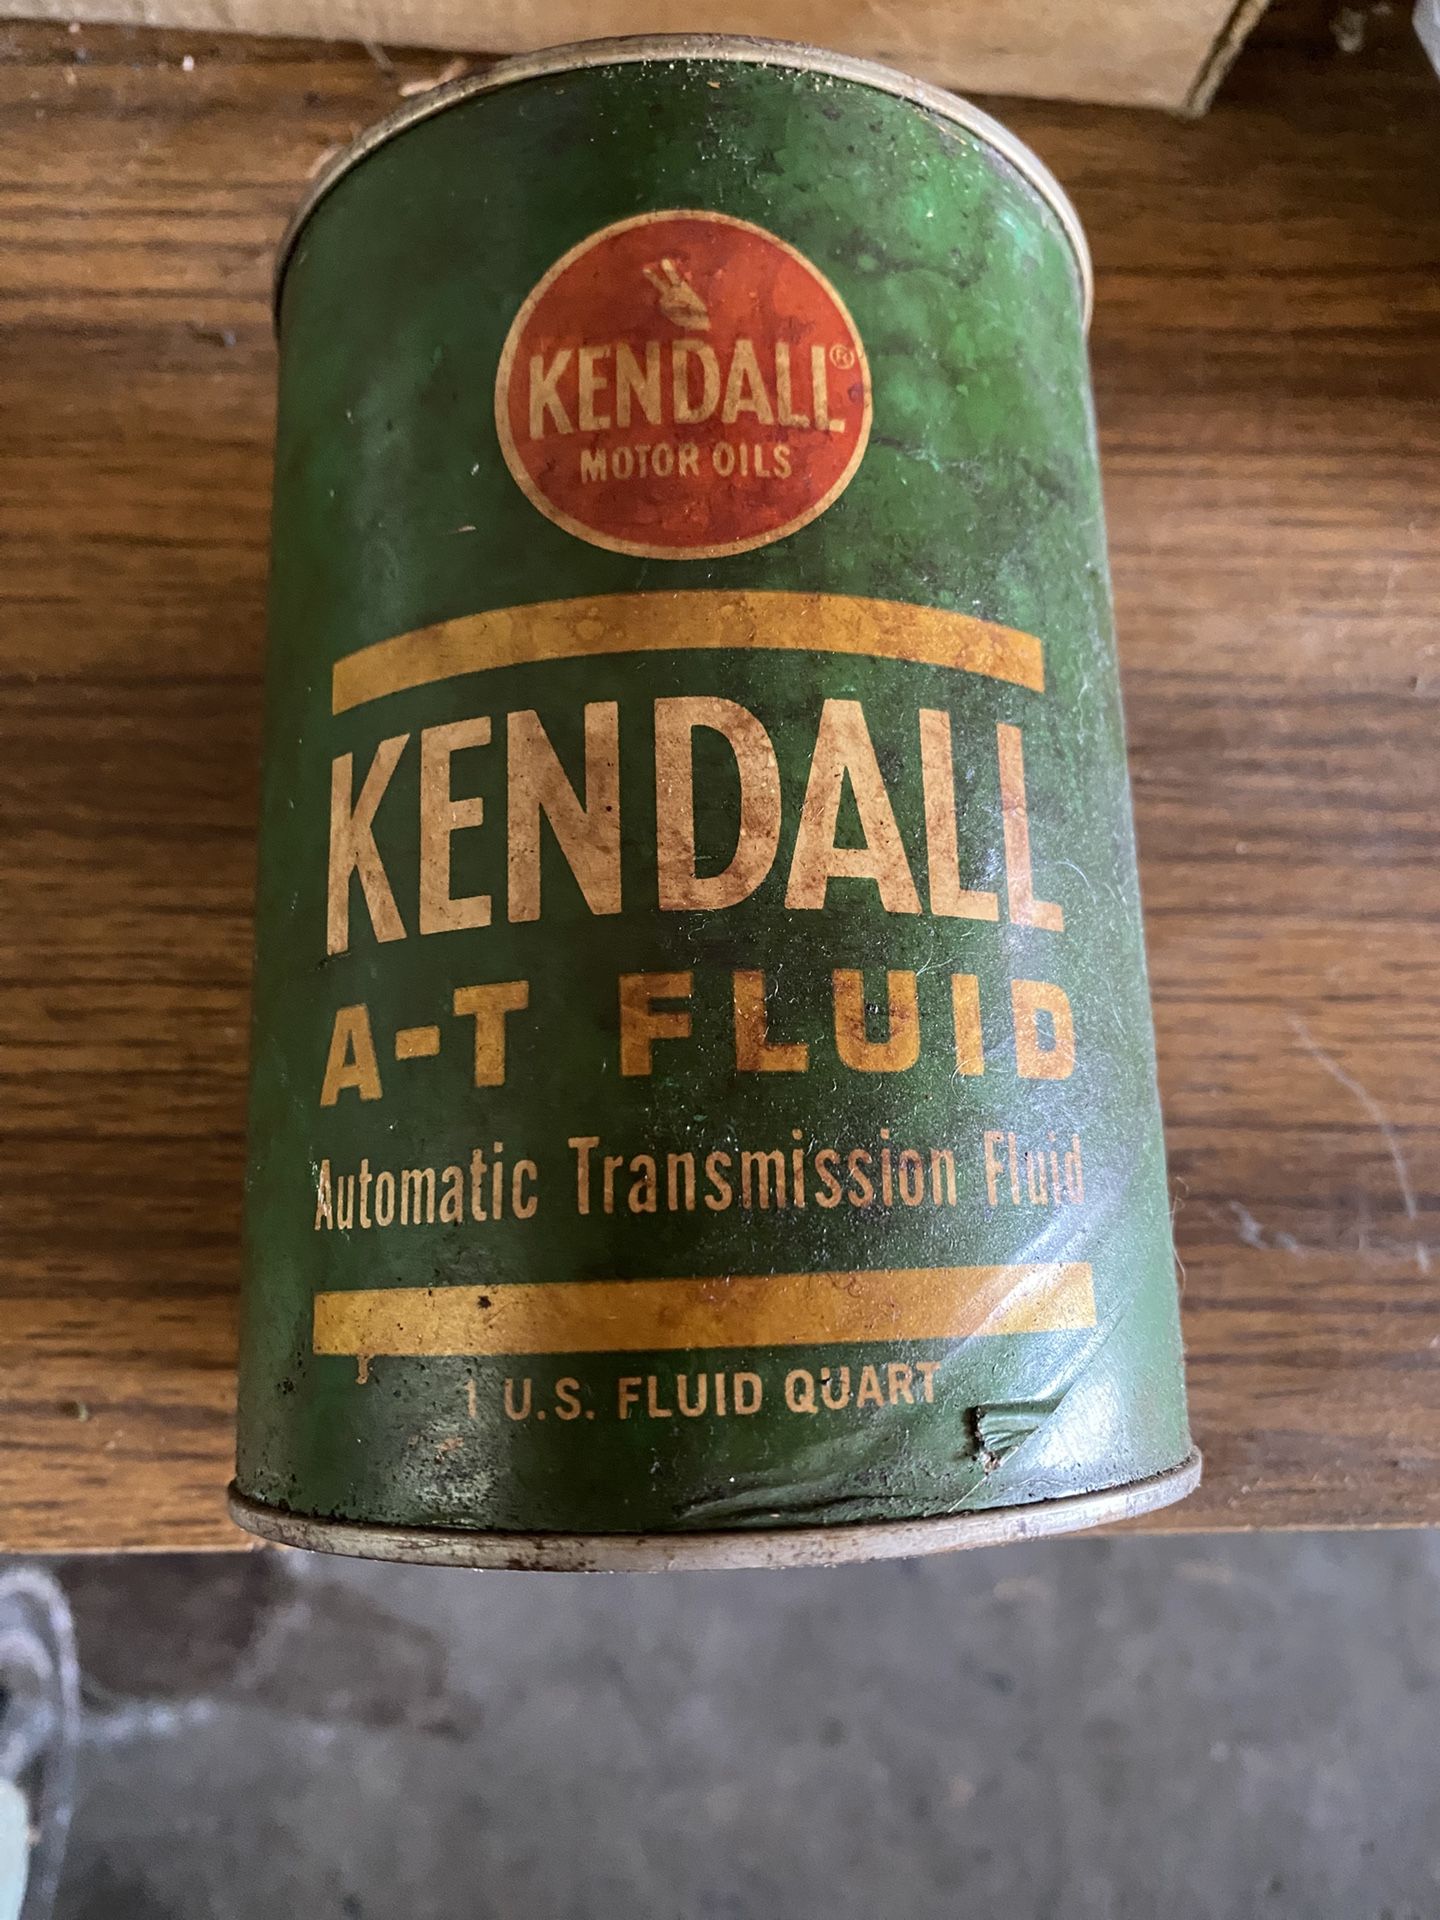 KENDALL®
MOTOR OILS
KENDALL
A-T FLUID
Automatic Transmission Fluid
1 U.S. FLUID QUART